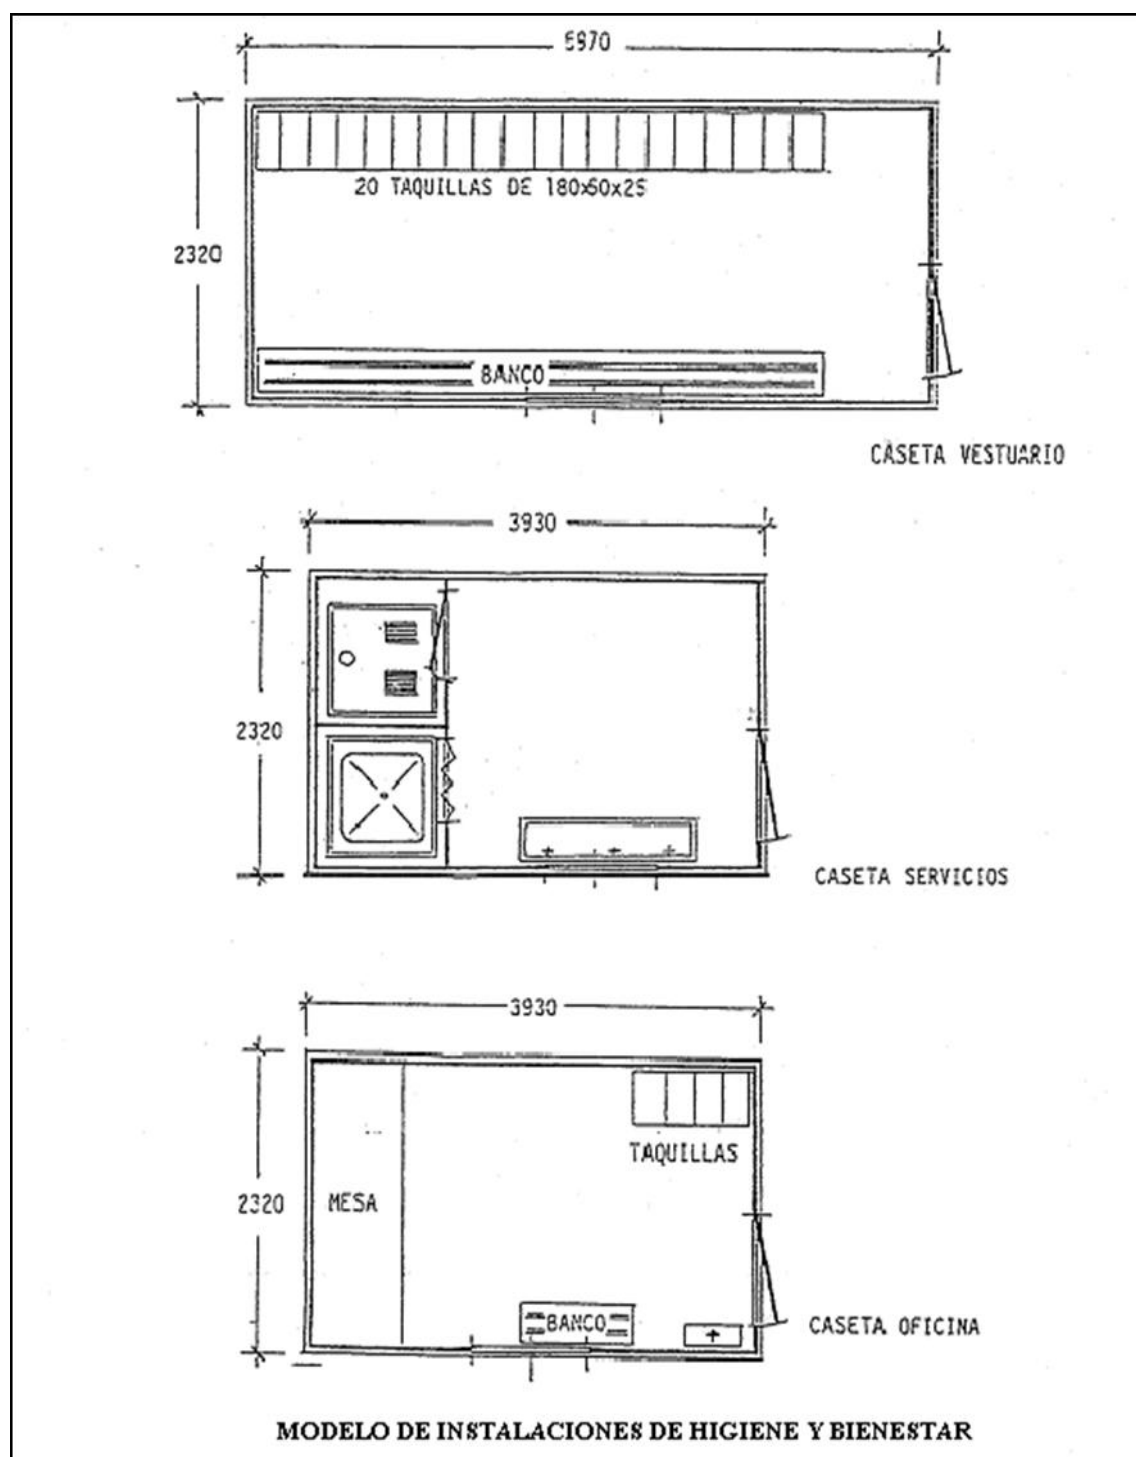 5970
20 TAQUILLAS DE 180x50x25
2320
BANCO
CASETA VESTUARIO
3930
2320
CASETA SERVICIOS
3930
TAQUILLAS
2320
MESA
BANCO
CASETA OFICINA
MODELO DE INSTALACIONES DE HIGIENE Y BIENESTAR